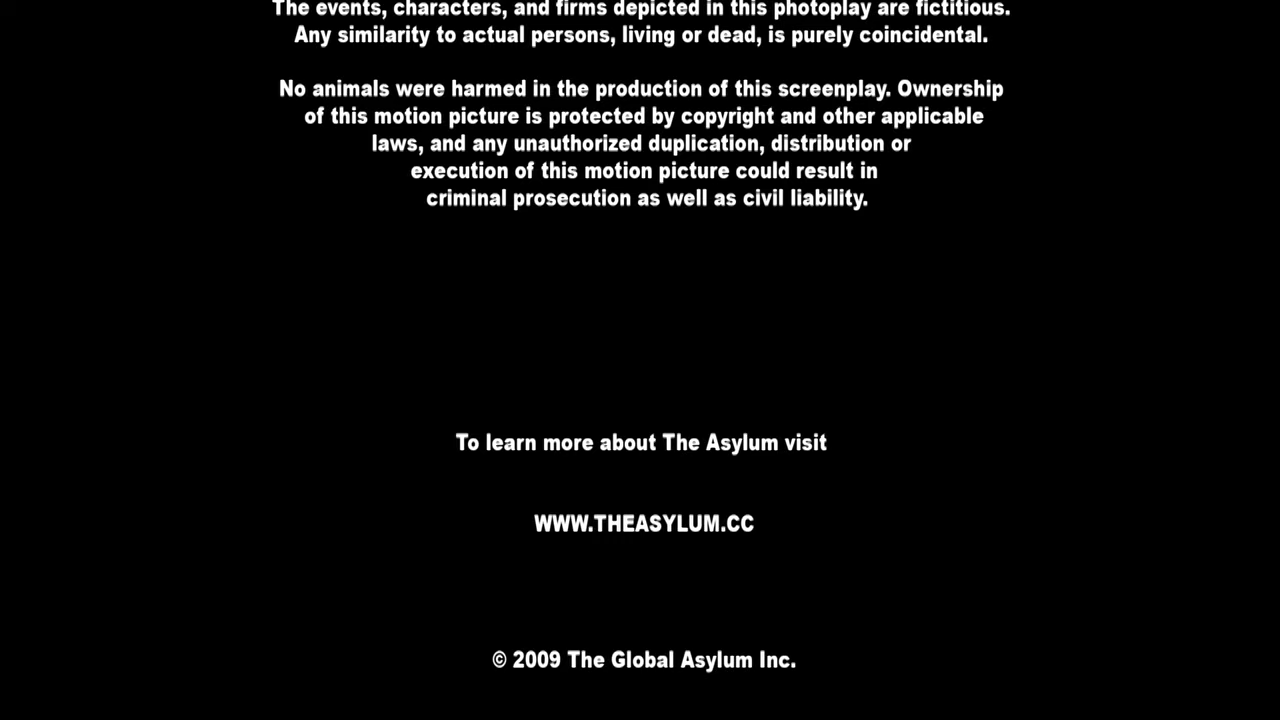 The events, characters, and firms depicted in this photoplay are fictitious.
Any similarity to actual persons, living or dead, is purely coincidental.
No animals were harmed in the production of this screenplay. Ownership
of this motion picture is protected by copyright and other applicable
laws, and any unauthorized duplication, distribution or
execution of this motion picture could result in
criminal prosecution as well as civil liability.
To learn more about The Asylum visit
WWW.THEASYLUM.CC
© 2009 The Global Asylum Inc.